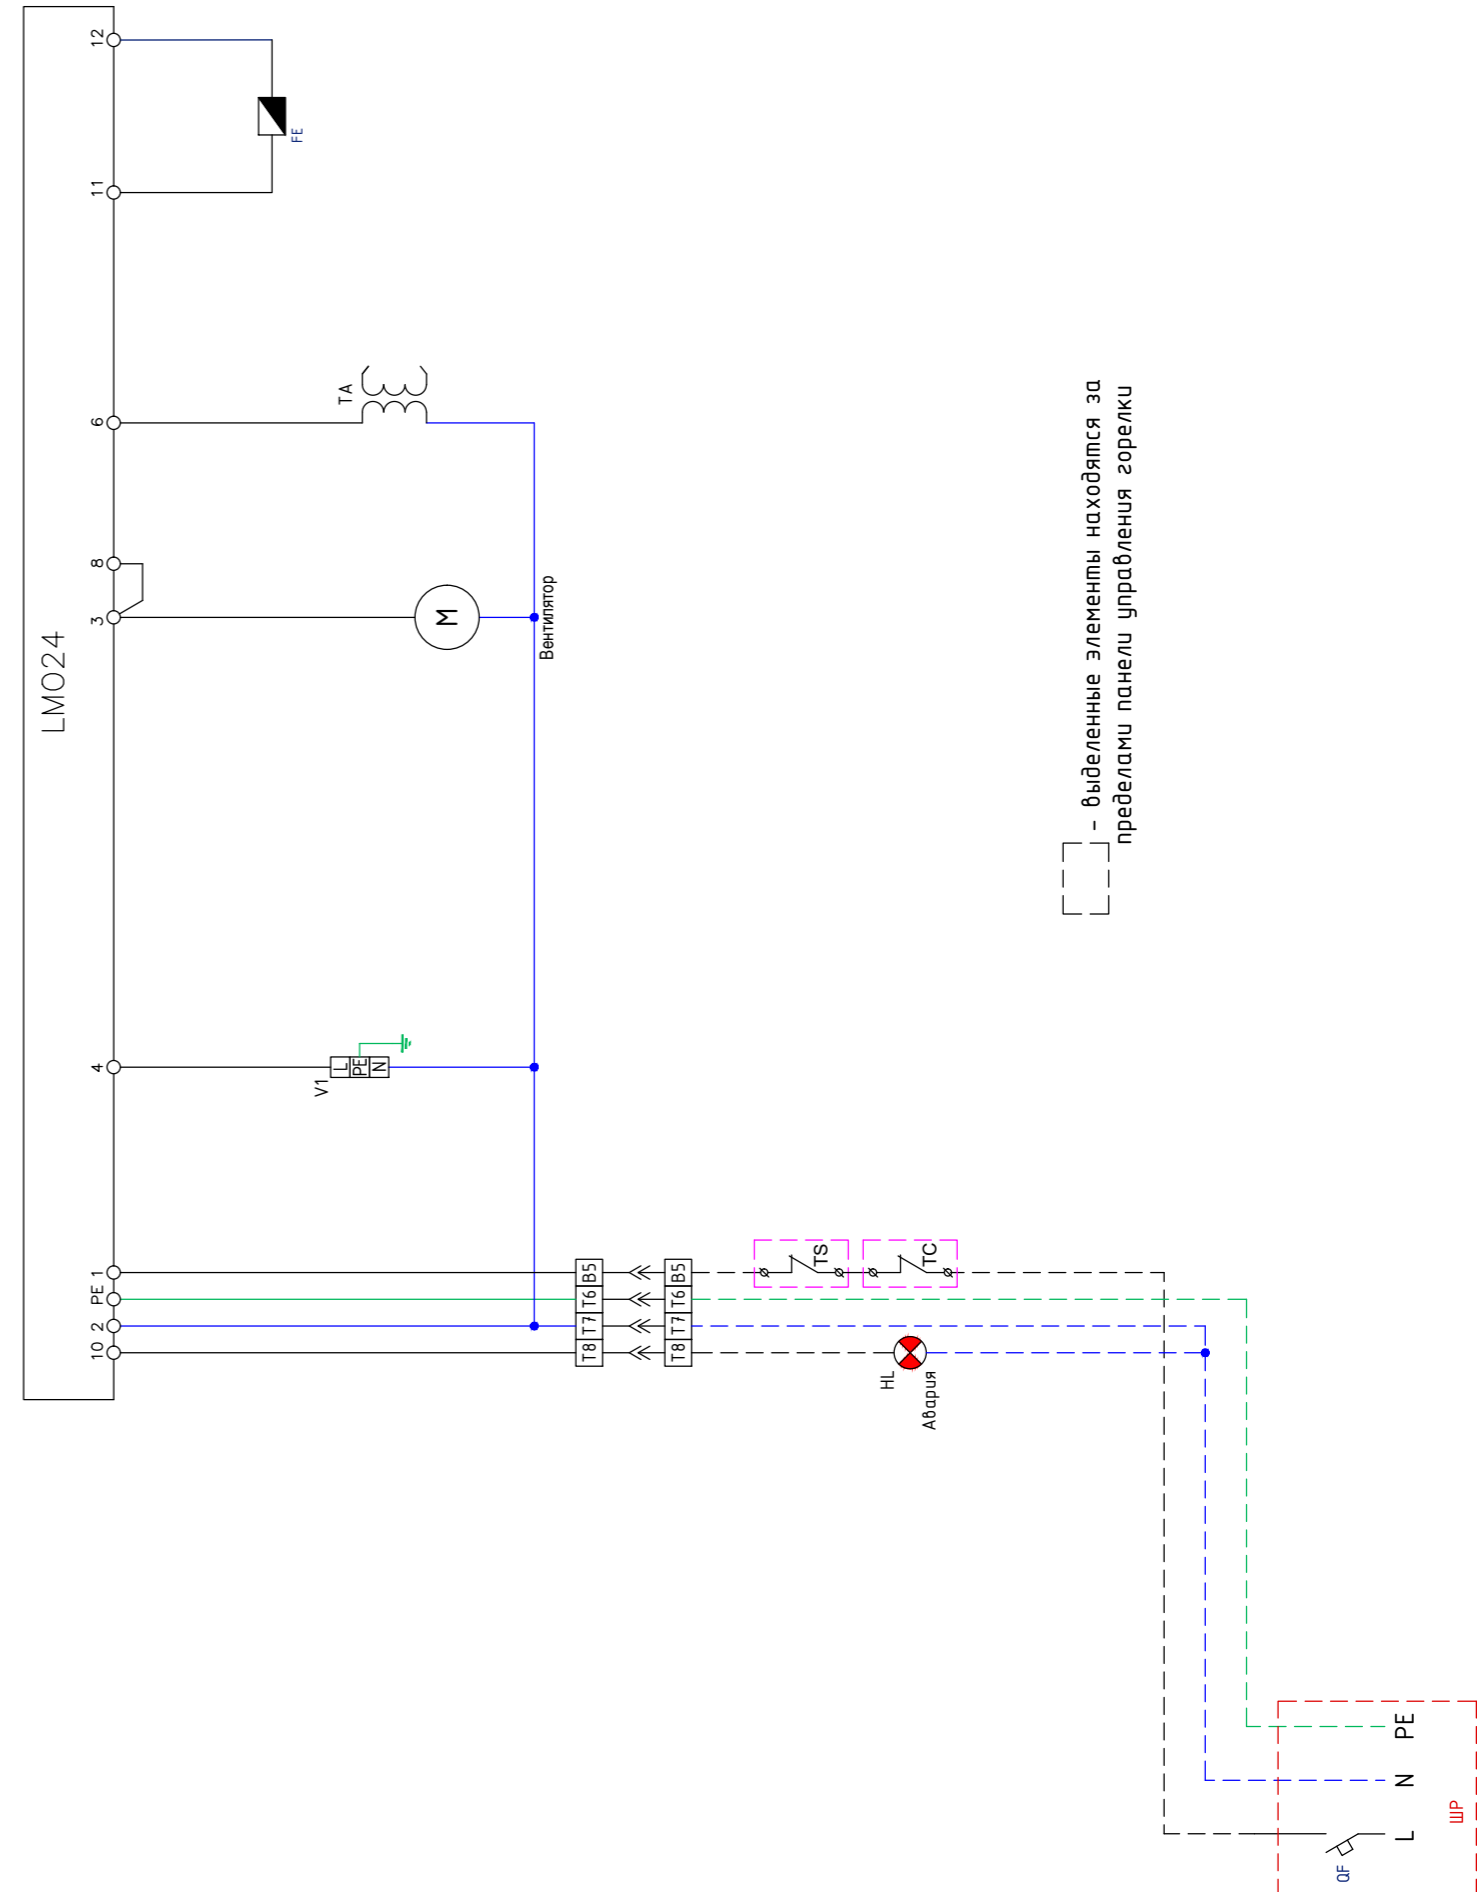 LMO24
10
2
PE
1
4
3
8
6
11
12
V1
L
PE
N
TA
M
Вентилятор
FE
T8
T7
T6
B5
T8
T7
T6
B5
TS
TC
HL
Авария
- выделенные элементы находятся за
пределами панели управления горелки
QF
L
N
PE
ШР